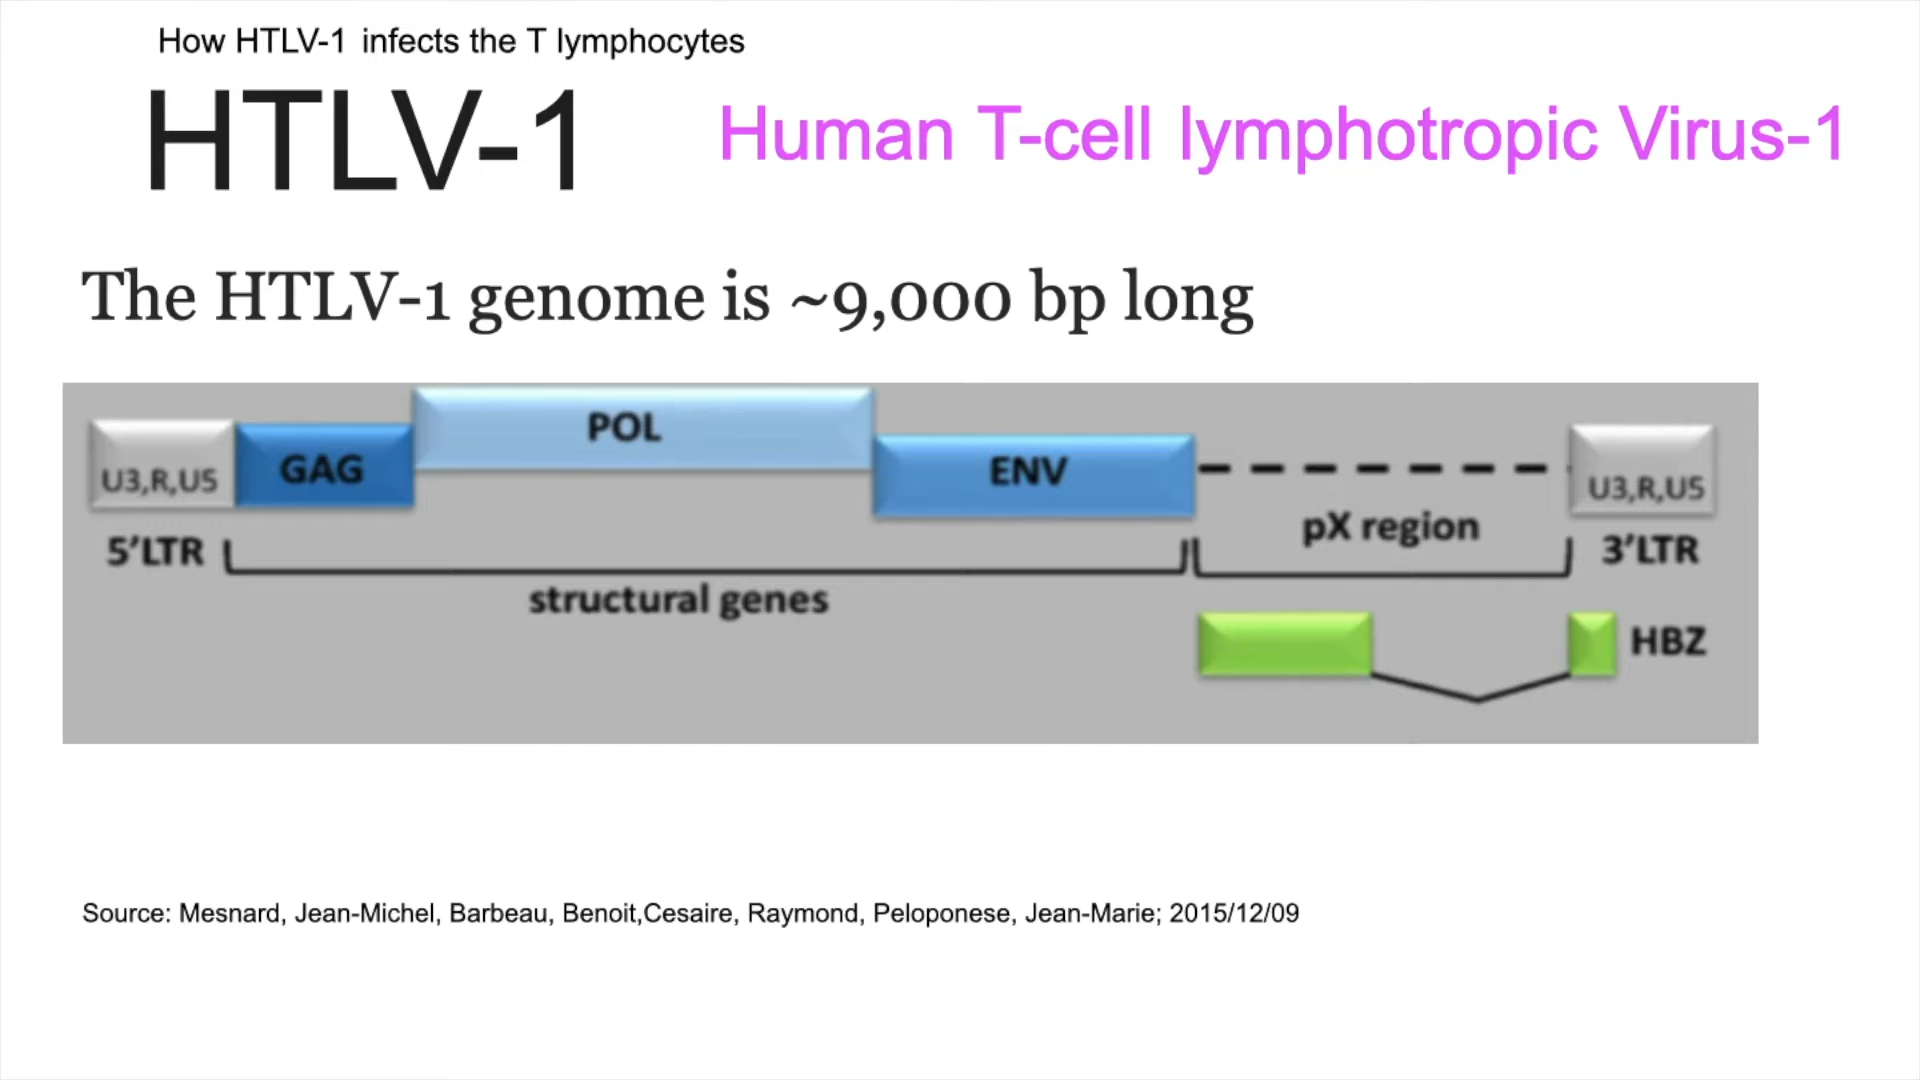 How HTLV-1 infects the T lymphocytes
HTLV-1
Human T-cell lymphotropic Virus-1
The HTLV-1 genome is ~9,000 bp long
POL
U3,R,U5
GAG
ENV
U3,R,U5
5'LTR
pX region
3'LTR
structural genes
HBZ
Source: Mesnard, Jean-Michel, Barbeau, Benoit,Cesaire, Raymond, Peloponese, Jean-Marie; 2015/12/09